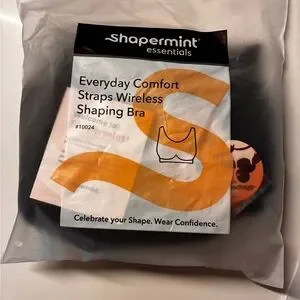 shapermint
essentials
Everyday Comfort
Straps Wireless
Shaping Bra
#10024
Celebrate your Shape. Wear Confidence.